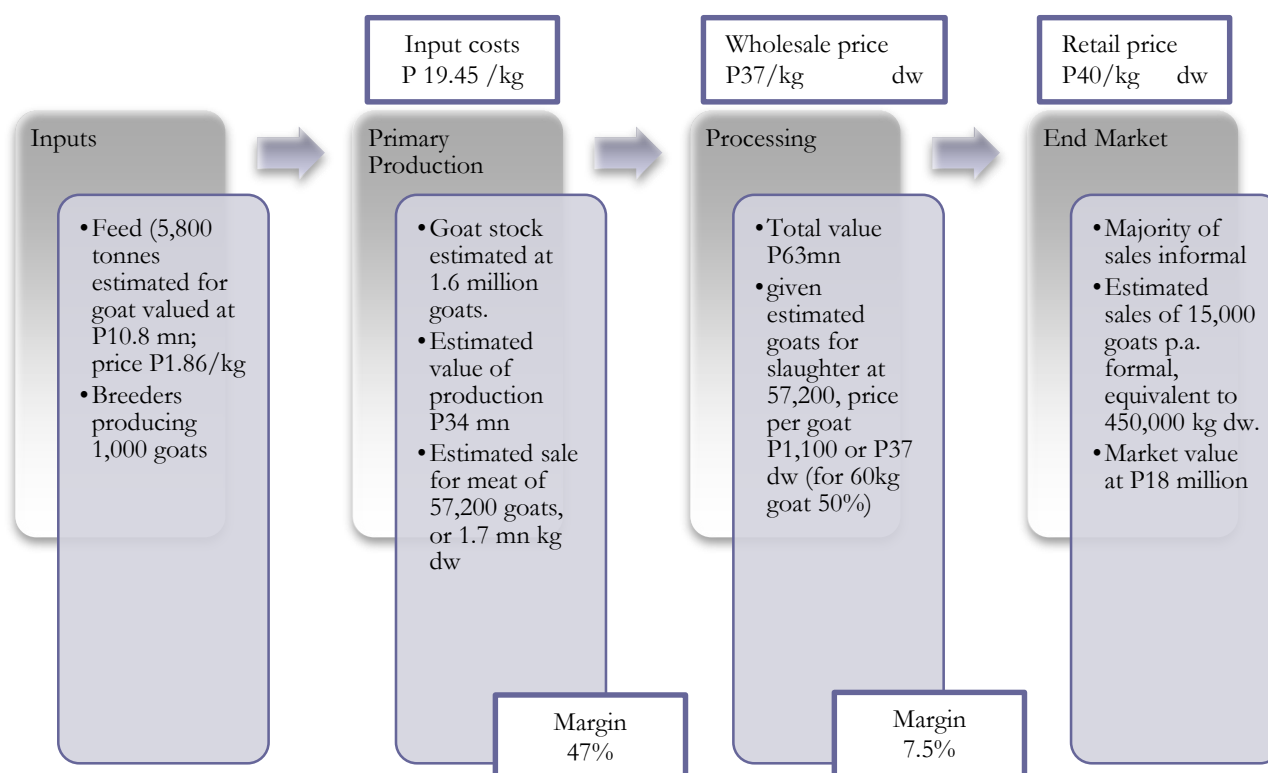 Input costs
P 19.45 /kg
Wholesale price
P37/kg dw
Retail price
P40/kg dw
Inputs
•Feed (5,800
tonnes
estimated for
goat valued at
P10.8 mn;
price P1.86/kg
•Breeders
producing
1,000 goats
Primary
Production
•Goat stock
estimated at
1.6 million
goats.
•Estimated
value of
production
P34 mn
•Estimated sale
for meat of
57,200 goats,
or 1.7 mn kg
dw
Processing
•Total value
P63mn
•given
estimated
goats for
slaughter at
57,200, price
per goat
P1,100 or P37
dw (for 60kg
goat 50%)
End Market
•Majority of
sales informal
•Estimated
sales of 15,000
goats p.a.
formal,
equivalent to
450,000 kg dw.
•Market value
at P18 million
Margin
47%
Margin
7.5%